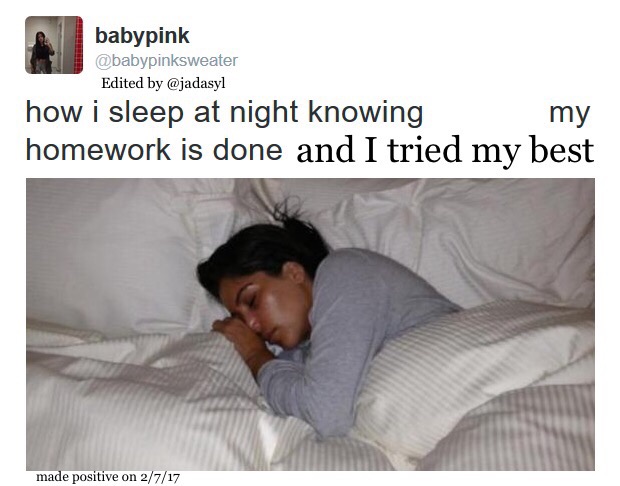 babypink
@babypinksweater
Edited by @jadasyl
how i sleep at night knowing my
homework is done and I tried my best
made positive on 2/7/17